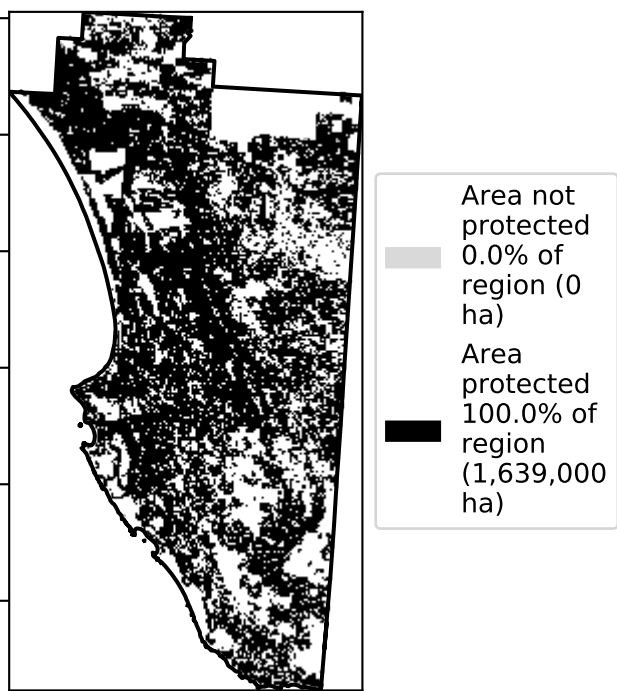 Area not
protected
0.0% of
region (0
ha)
Area
protected
100.0% of
region
(1,639,000
ha)